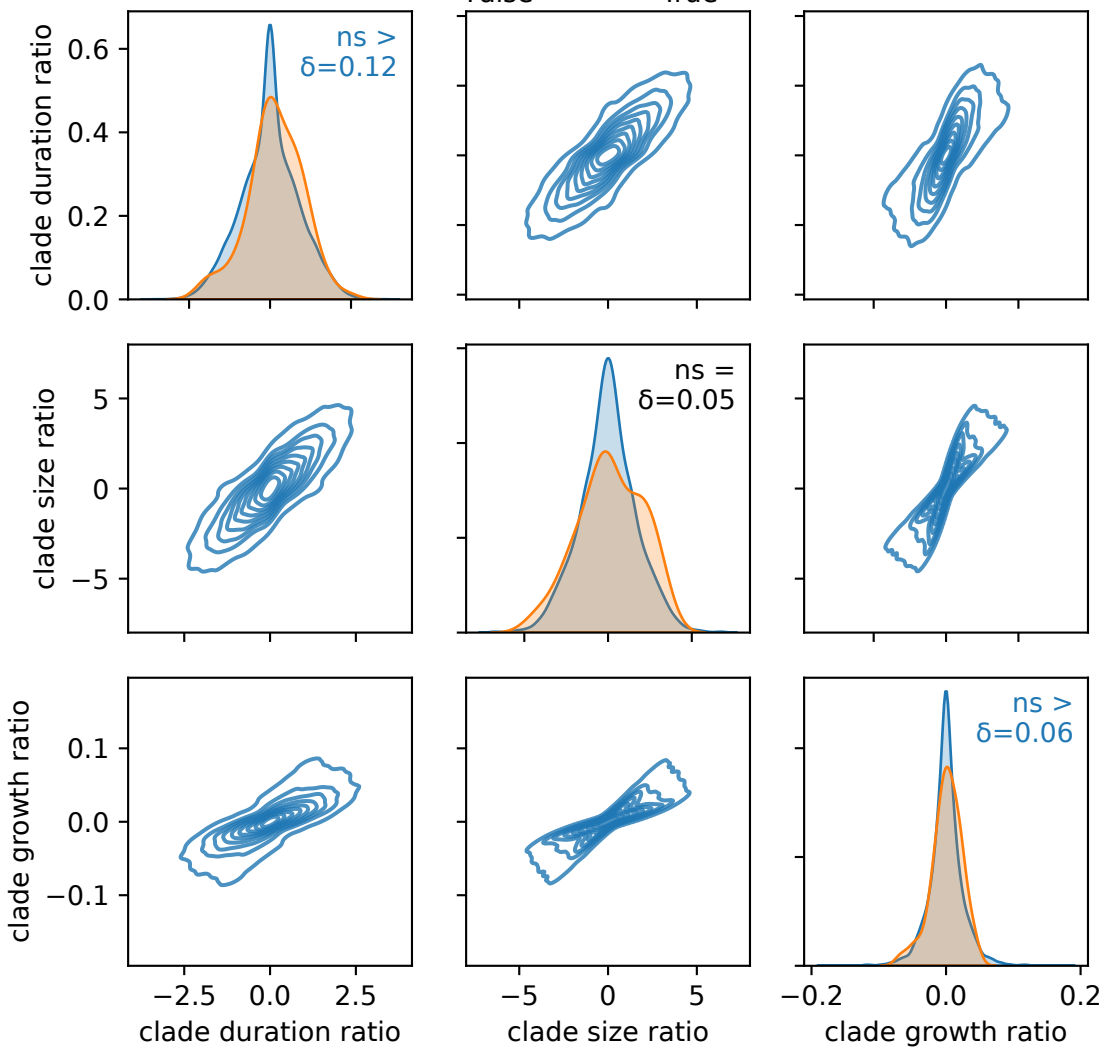 clade duration ratio
0.6
0.4
0.2
0.0
ns >
δ=0.12
clade size ratio
5
0
−5
ns =
δ=0.05
clade growth ratio
0.1
0.0
−0.1
ns >
δ=0.06
−2.5 0.0 2.5
−5 0 5
−0.2 0.0 0.2
clade duration ratio
clade size ratio
clade growth ratio